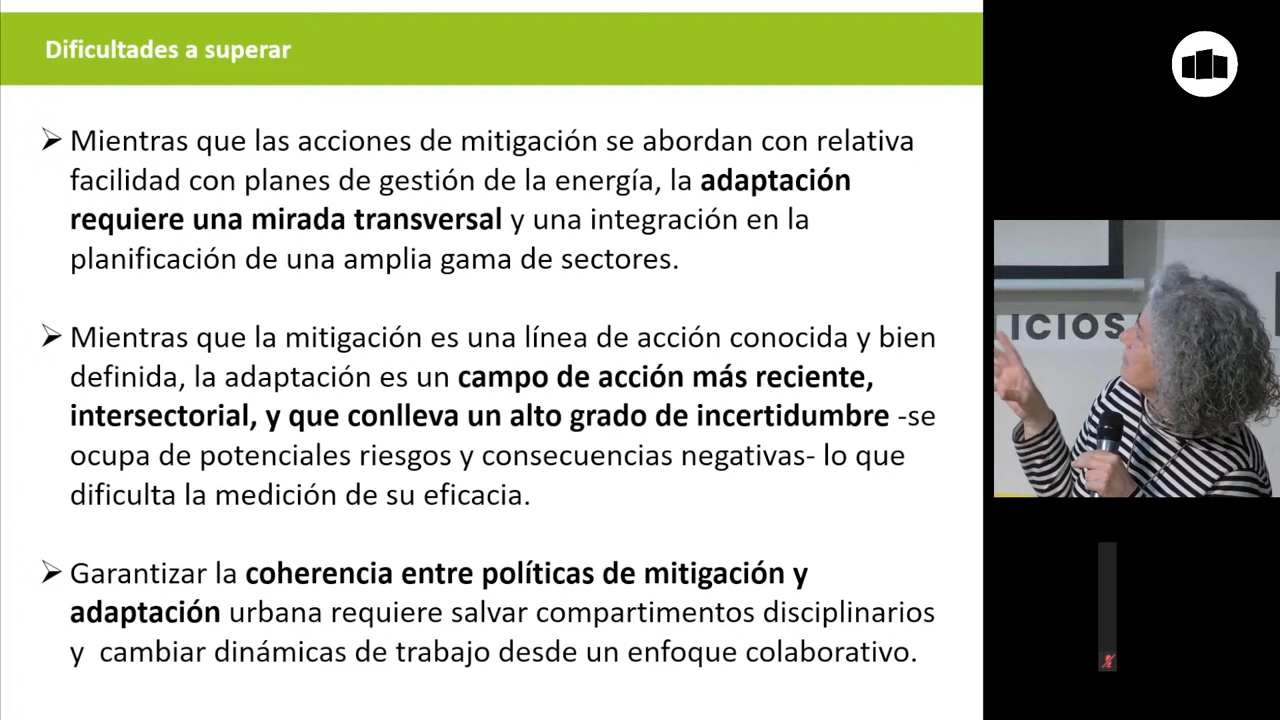 Dificultades a superar
➢ Mientras que las acciones de mitigación se abordan con relativa
facilidad con planes de gestión de la energía, la adaptación
requiere una mirada transversal y una integración en la
planificación de una amplia gama de sectores.
➢ Mientras que la mitigación es una línea de acción conocida y bien
definida, la adaptación es un campo de acción más reciente,
intersectorial, y que conlleva un alto grado de incertidumbre -se
ocupa de potenciales riesgos y consecuencias negativas- lo que
dificulta la medición de su eficacia.
➢ Garantizar la coherencia entre políticas de mitigación y
adaptación urbana requiere salvar compartimentos disciplinarios
y  cambiar dinámicas de trabajo desde un enfoque colaborativo.
ICIOS